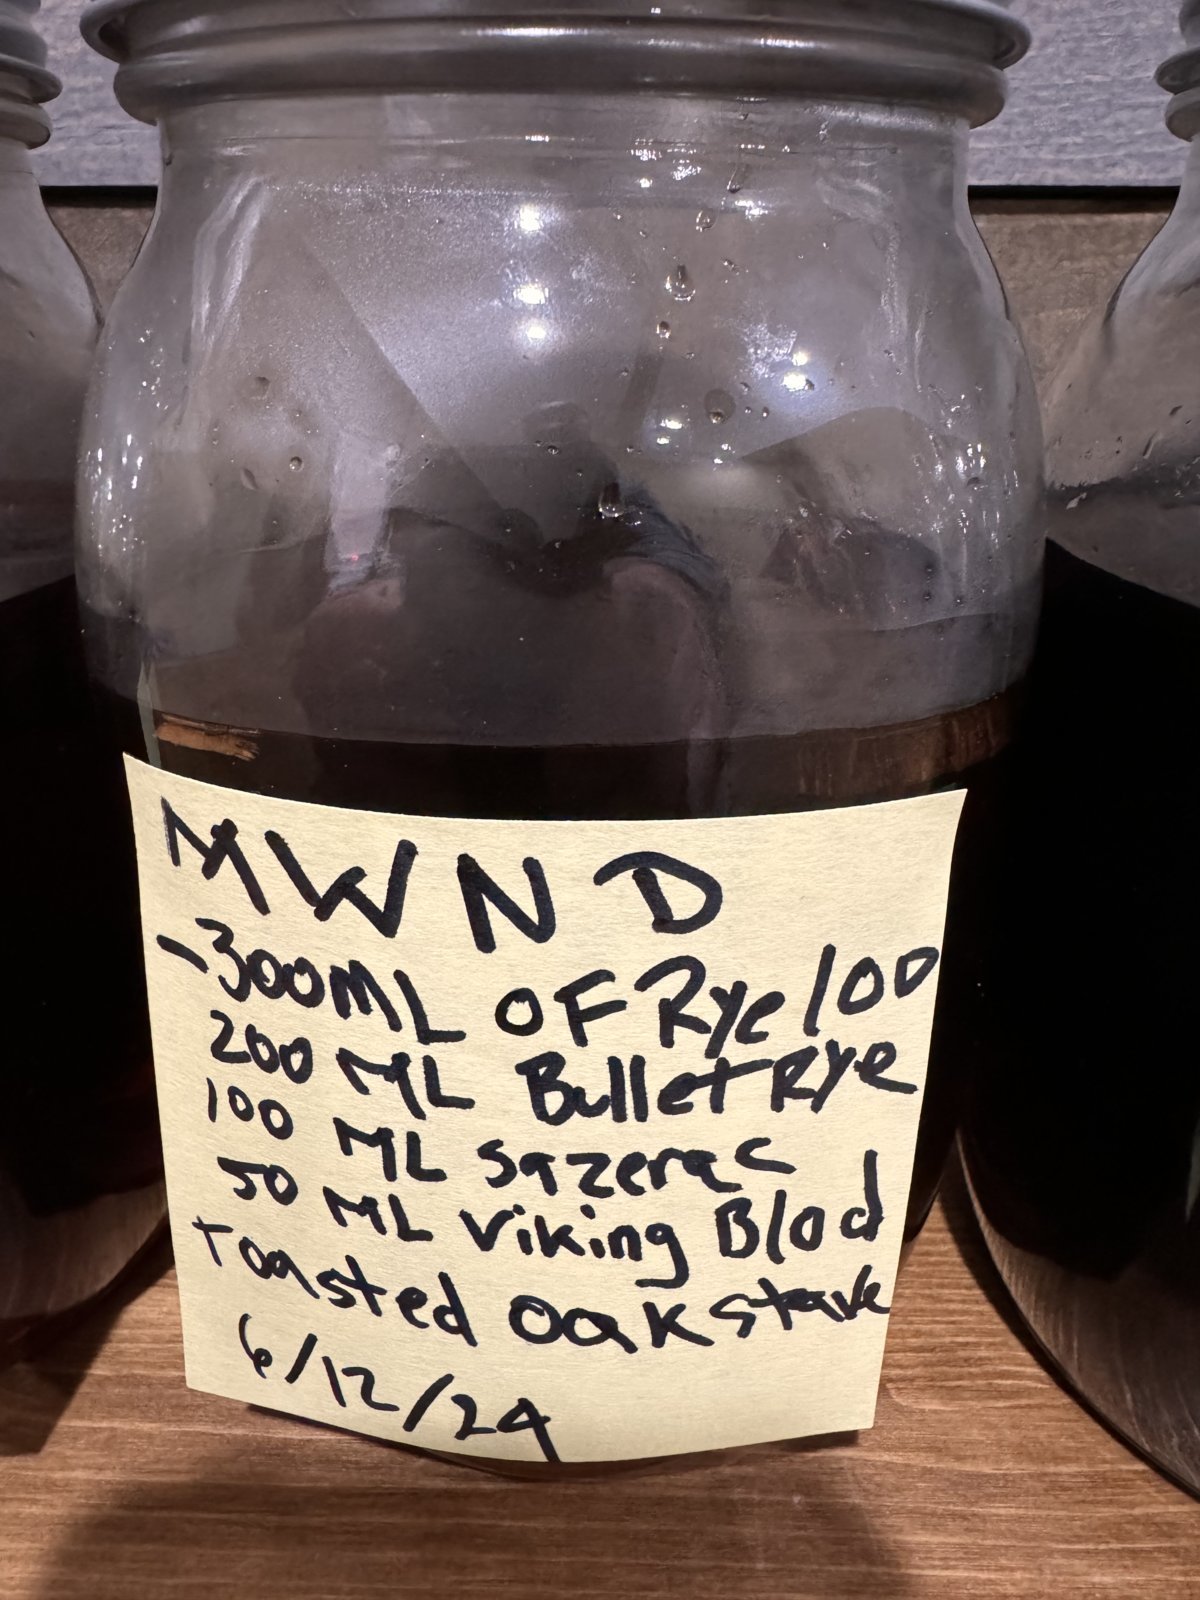 MWND
-300ML OF Rye 100
200 ML Bullet Rye
100 ML Sazerac
50 ML Viking Blod
Toasted Oak stave
6/12/24